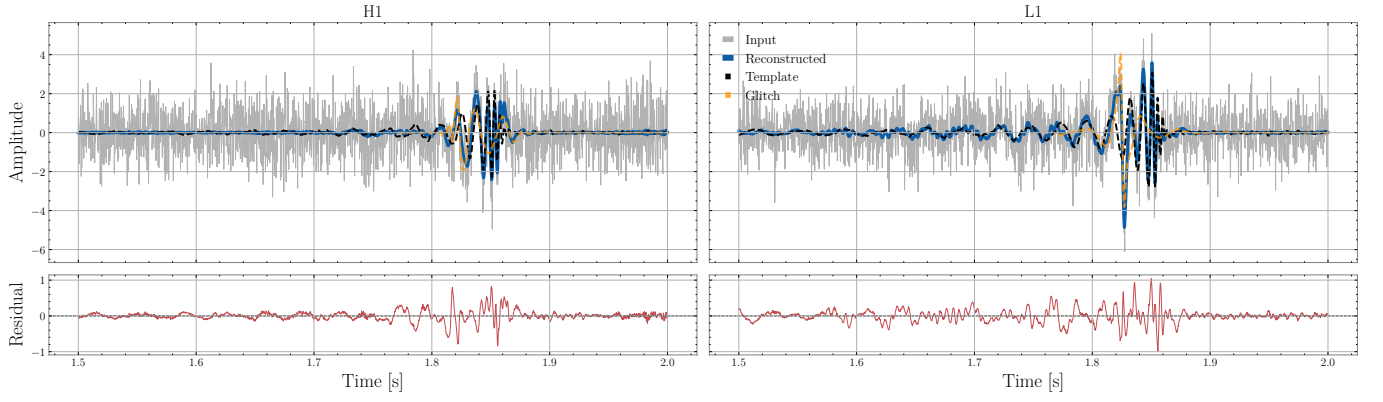 H1
L1
Amplitude
4
2
0
−2
−4
−6
Input
Reconstructed
Template
Glitch
Residual
1
0
−1
1.5
1.6
1.7
1.8
1.9
2.0
1.5
1.6
1.7
1.8
1.9
2.0
Time [s]
Time [s]